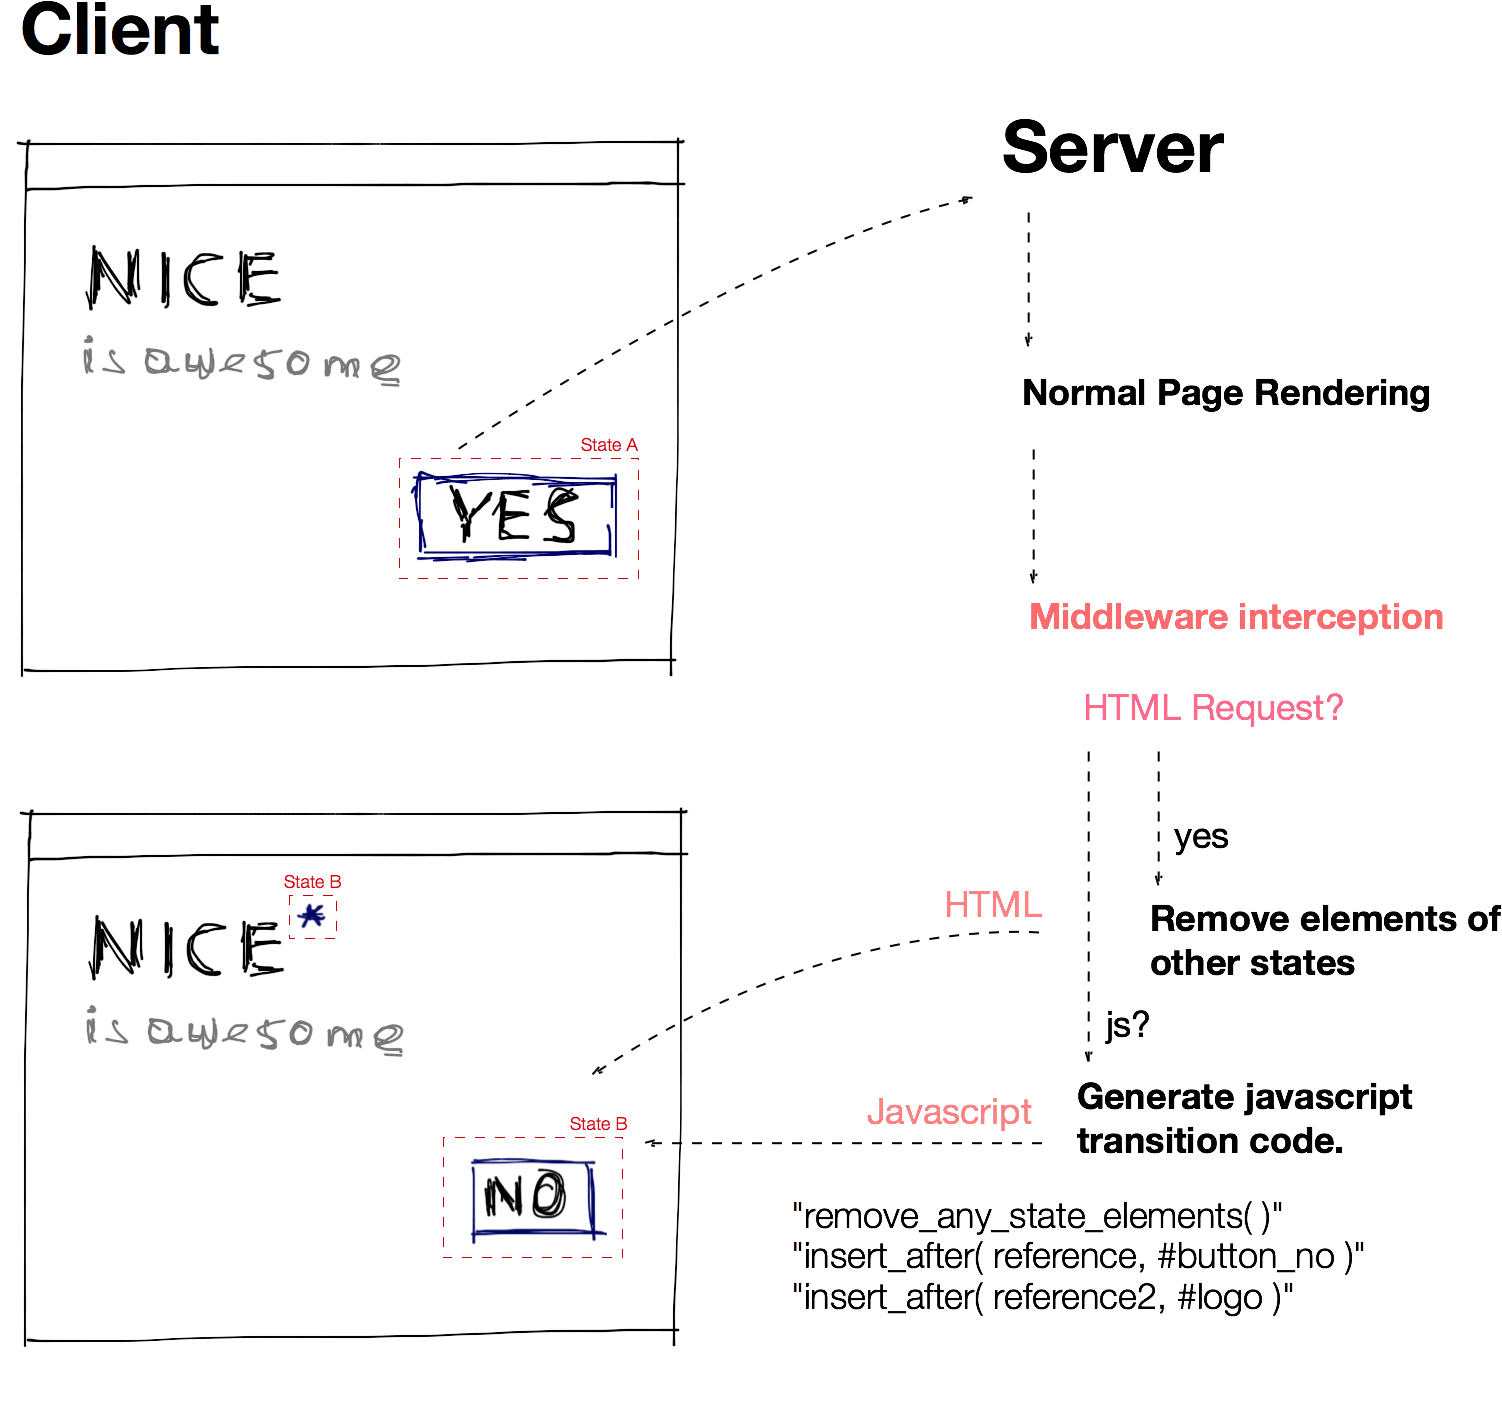 Client
NICE
is awesome
State A
YES
State B
*
NICE
is awesome
State B
NO
Server
Normal Page Rendering
Middleware interception
HTML Request?
yes
HTML
Remove elements of
other states
js?
Javascript
Generate javascript
transition code.
"remove_any_state_elements( )"
"insert_after( reference, #button_no )"
"insert_after( reference2, #logo )"